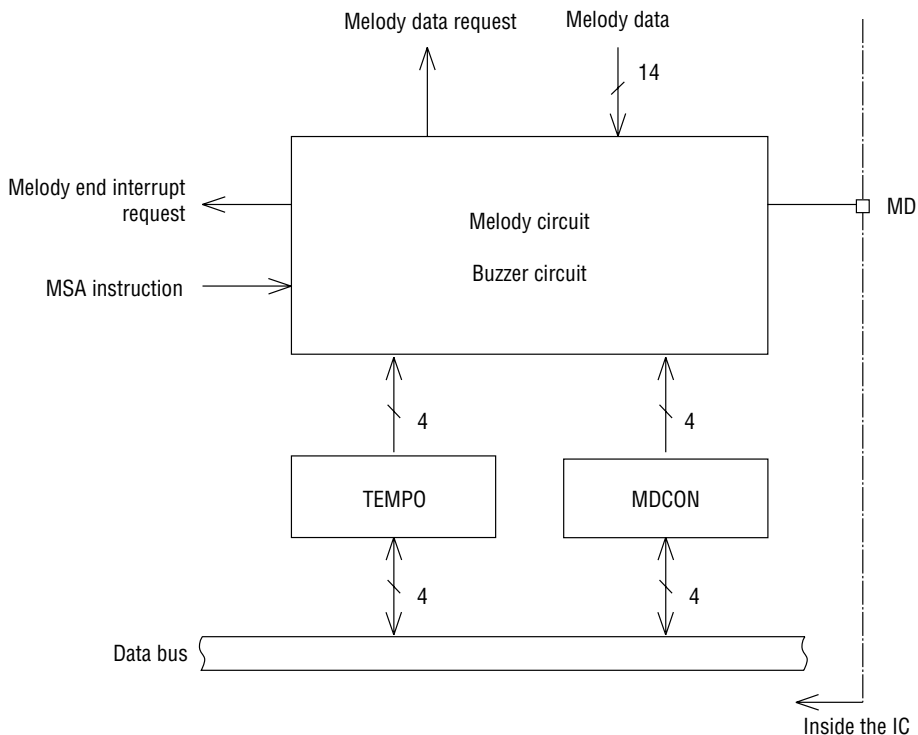 Melody data request
Melody data
14
Melody end interrupt
request
Melody circuit
MD
Buzzer circuit
MSA instruction
4
4
TEMPO
MDCON
4
4
Data bus
Inside the IC